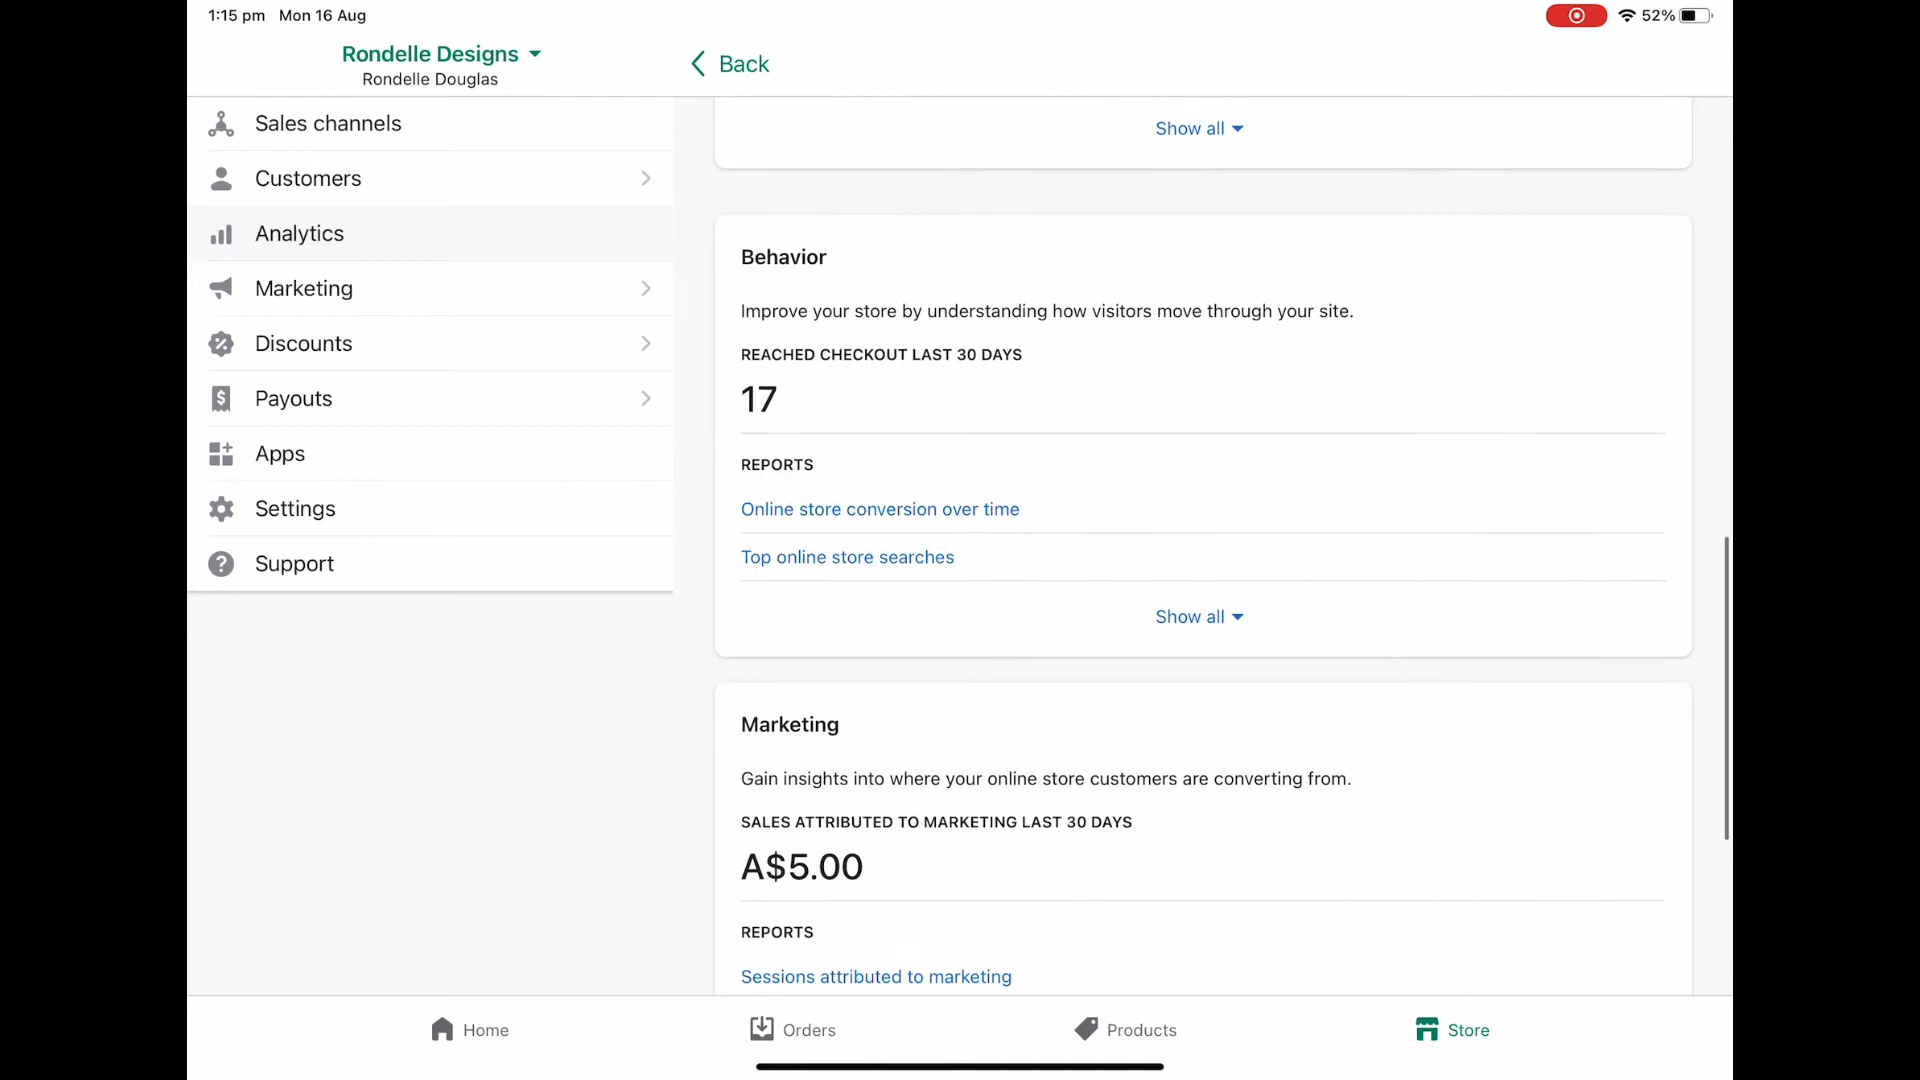 1:15 pm Mon 16 Aug
52%
Rondelle Designs
Rondelle Douglas
Back
Sales channels
Customers
Analytics
Marketing
Discounts
Payouts
Apps
Settings
Support
Show all
Behavior
Improve your store by understanding how visitors move through your site.
REACHED CHECKOUT LAST 30 DAYS
17
REPORTS
Online store conversion over time
Top online store searches
Show all
Marketing
Gain insights into where your online store customers are converting from.
SALES ATTRIBUTED TO MARKETING LAST 30 DAYS
A$5.00
REPORTS
Sessions attributed to marketing
Home
Orders
Products
Store